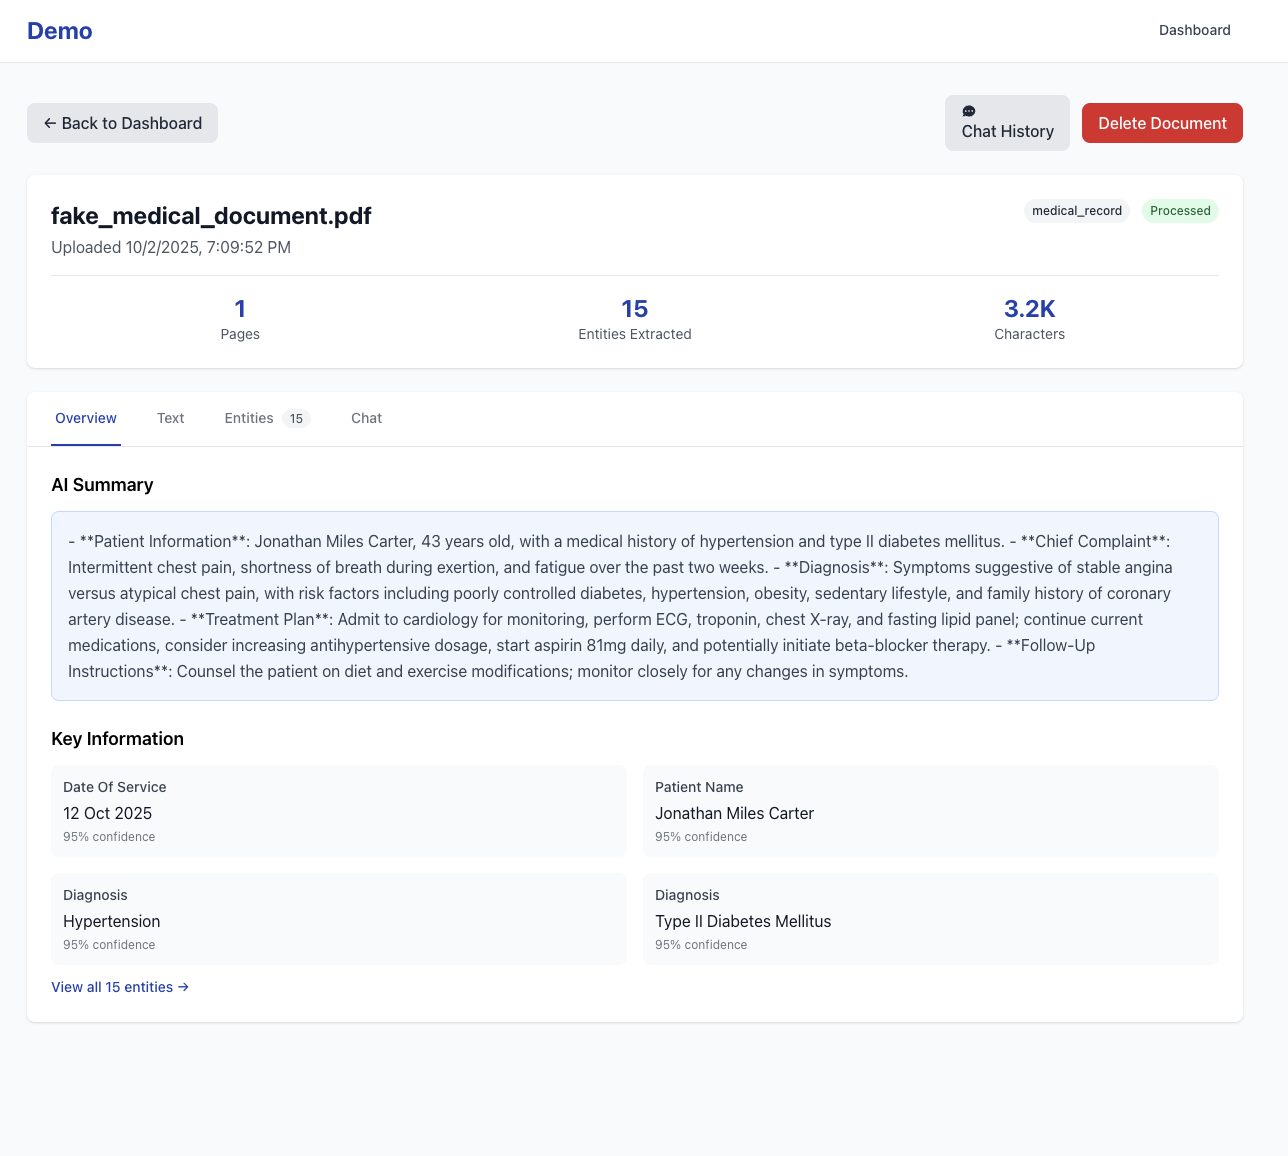 Demo
Dashboard
← Back to Dashboard
Chat History
Delete Document
fake_medical_document.pdf
medical_record
Processed
Uploaded 10/2/2025, 7:09:52 PM
1
Pages
15
Entities Extracted
3.2K
Characters
Overview
Text
Entities 15
Chat
AI Summary
- **Patient Information**: Jonathan Miles Carter, 43 years old, with a medical history of hypertension and type II diabetes mellitus. - **Chief Complaint**:
Intermittent chest pain, shortness of breath during exertion, and fatigue over the past two weeks. - **Diagnosis**: Symptoms suggestive of stable angina
versus atypical chest pain, with risk factors including poorly controlled diabetes, hypertension, obesity, sedentary lifestyle, and family history of coronary
artery disease. - **Treatment Plan**: Admit to cardiology for monitoring, perform ECG, troponin, chest X-ray, and fasting lipid panel; continue current
medications, consider increasing antihypertensive dosage, start aspirin 81mg daily, and potentially initiate beta-blocker therapy. - **Follow-Up
Instructions**: Counsel the patient on diet and exercise modifications; monitor closely for any changes in symptoms.
Key Information
Date Of Service
12 Oct 2025
95% confidence
Patient Name
Jonathan Miles Carter
95% confidence
Diagnosis
Hypertension
95% confidence
Diagnosis
Type II Diabetes Mellitus
95% confidence
View all 15 entities →